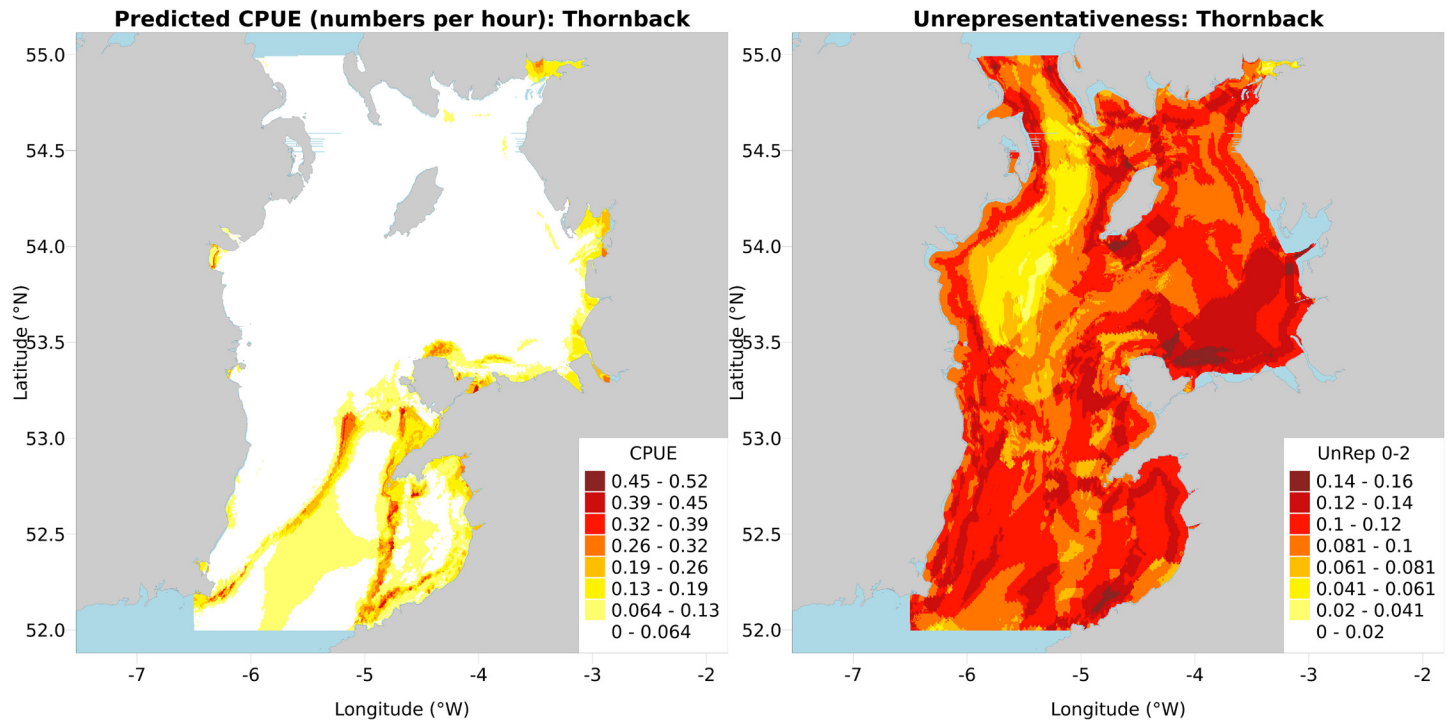 Predicted CPUE (numbers per hour): Thornback
55.0
54.5
54.0
53.5
53.0
52.5
52.0
Latitude (°N)
-7
-6
-5
-4
-3
-2
Longitude (°W)
CPUE
0.45 - 0.52
0.39 - 0.45
0.32 - 0.39
0.26 - 0.32
0.19 - 0.26
0.13 - 0.19
0.064 - 0.13
0 - 0.064
Unrepresentativeness: Thornback
55.0
54.5
54.0
53.5
53.0
52.5
52.0
Latitude (°N)
-7
-6
-5
-4
-3
-2
Longitude (°W)
UnRep 0-2
0.14 - 0.16
0.12 - 0.14
0.1 - 0.12
0.081 - 0.1
0.061 - 0.081
0.041 - 0.061
0.02 - 0.041
0 - 0.02